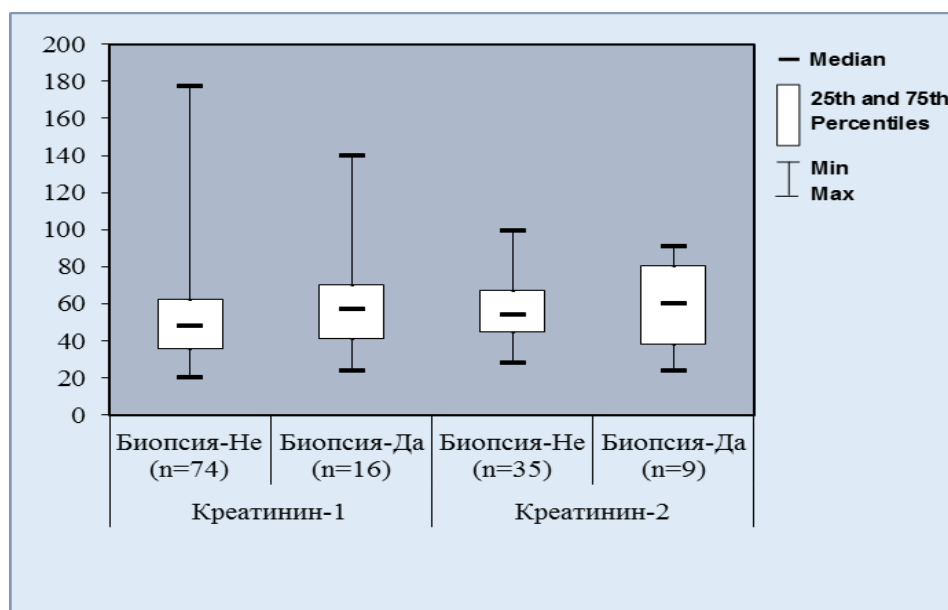 200
180
160
140
120
100
80
60
40
20
0
Median
25th and 75th
Percentiles
Min
Max
Биопсия-Не Биопсия-Да Биопсия-Не Биопсия-Да
(n=74) (n=16) (n=35) (n=9)
Креатинин-1 Креатинин-2